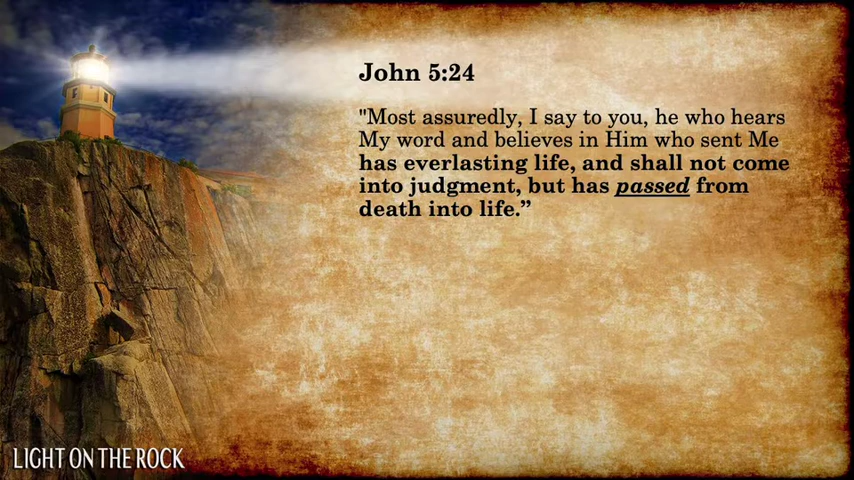 John 5:24
"Most assuredly, I say to you, he who hears
My word and believes in Him who sent Me
has everlasting life, and shall not come
into judgment, but has passed from
death into life.”
LIGHT ON THE ROCK